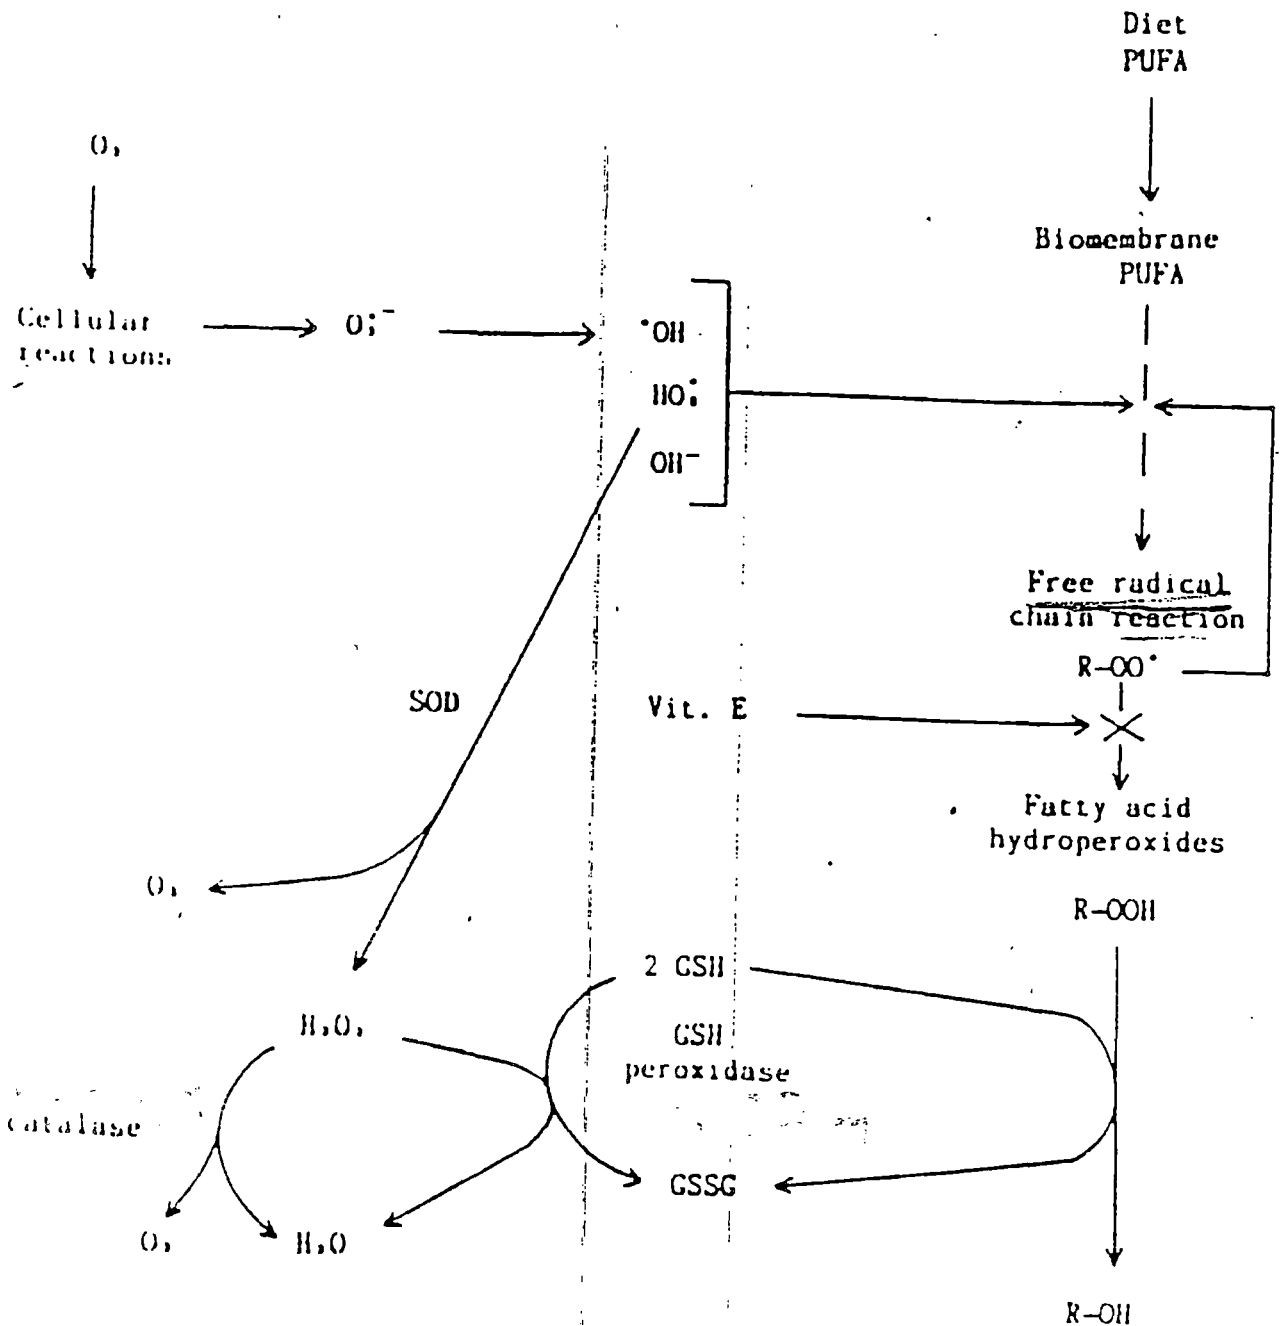 Diet
PUFA
O₂
Biomembrane
PUFA
Cellular
reactions
O₂·⁻
·OH
HO₂·
OH⁻
Free radical
chain reaction
R-OO·
SOD
Vit. E
Fatty acid
hydroperoxides
O₂
R-OOH
2 GSH
H₂O₂
GSH
peroxidase
catalase
GSSG
O₂
H₂O
R-OH